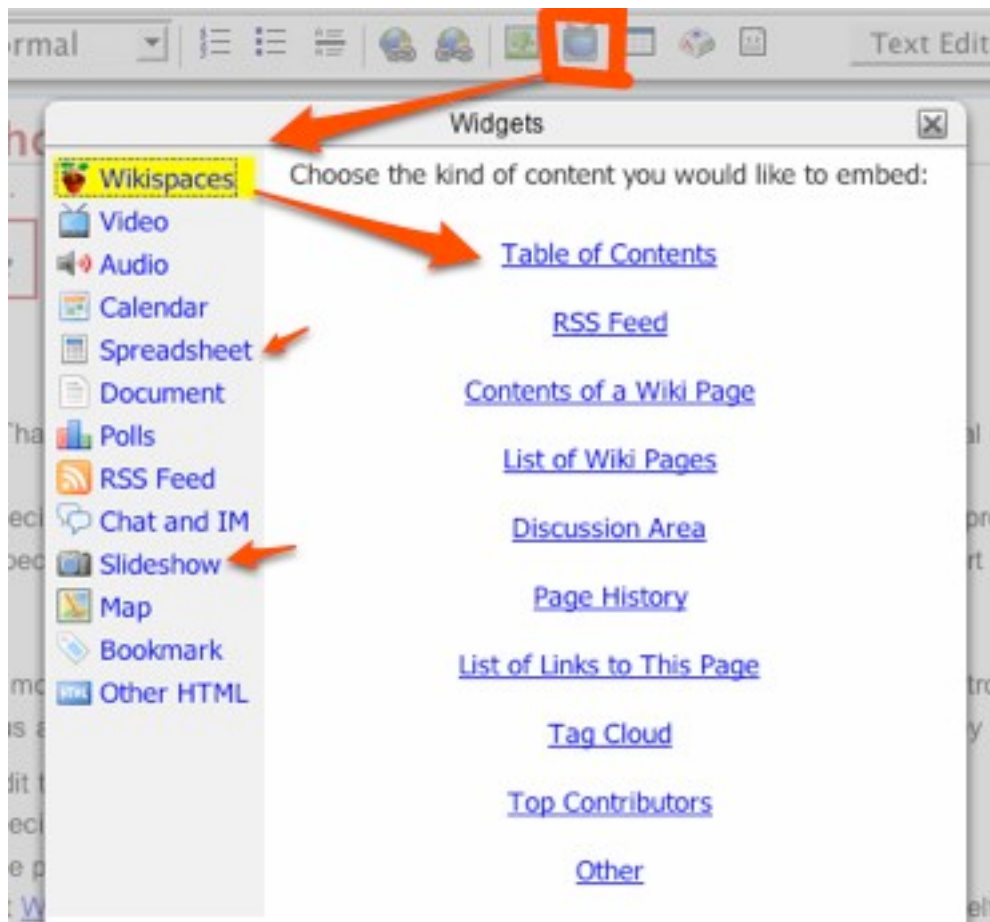 Text Edit
Widgets
Wikispaces
Video
Audio
Calendar
Spreadsheet
Document
Polls
RSS Feed
Chat and IM
Slideshow
Map
Bookmark
HTML Other HTML
Choose the kind of content you would like to embed:
Table of Contents
RSS Feed
Contents of a Wiki Page
List of Wiki Pages
Discussion Area
Page History
List of Links to This Page
Tag Cloud
Top Contributors
Other